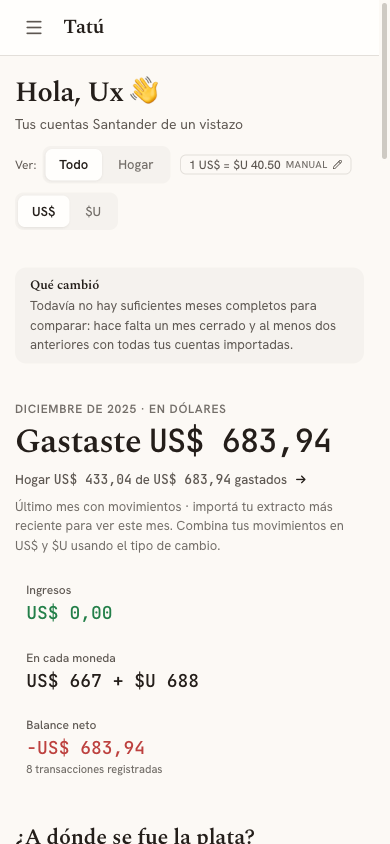 Tatú
Hola, Ux 👋
Tus cuentas Santander de un vistazo
Ver: Todo Hogar 1 US$ = $U 40.50 MANUAL
US$ $U
Qué cambió
Todavía no hay suficientes meses completos para
comparar: hace falta un mes cerrado y al menos dos
anteriores con todas tus cuentas importadas.
DICIEMBRE DE 2025 · EN DÓLARES
Gastaste US$ 683,94
Hogar US$ 433,04 de US$ 683,94 gastados →
Último mes con movimientos · importá tu extracto más
reciente para ver este mes. Combina tus movimientos en
US$ y $U usando el tipo de cambio.
Ingresos
US$ 0,00
En cada moneda
US$ 667 + $U 688
Balance neto
-US$ 683,94
8 transacciones registradas
¿A dónde se fue la plata?